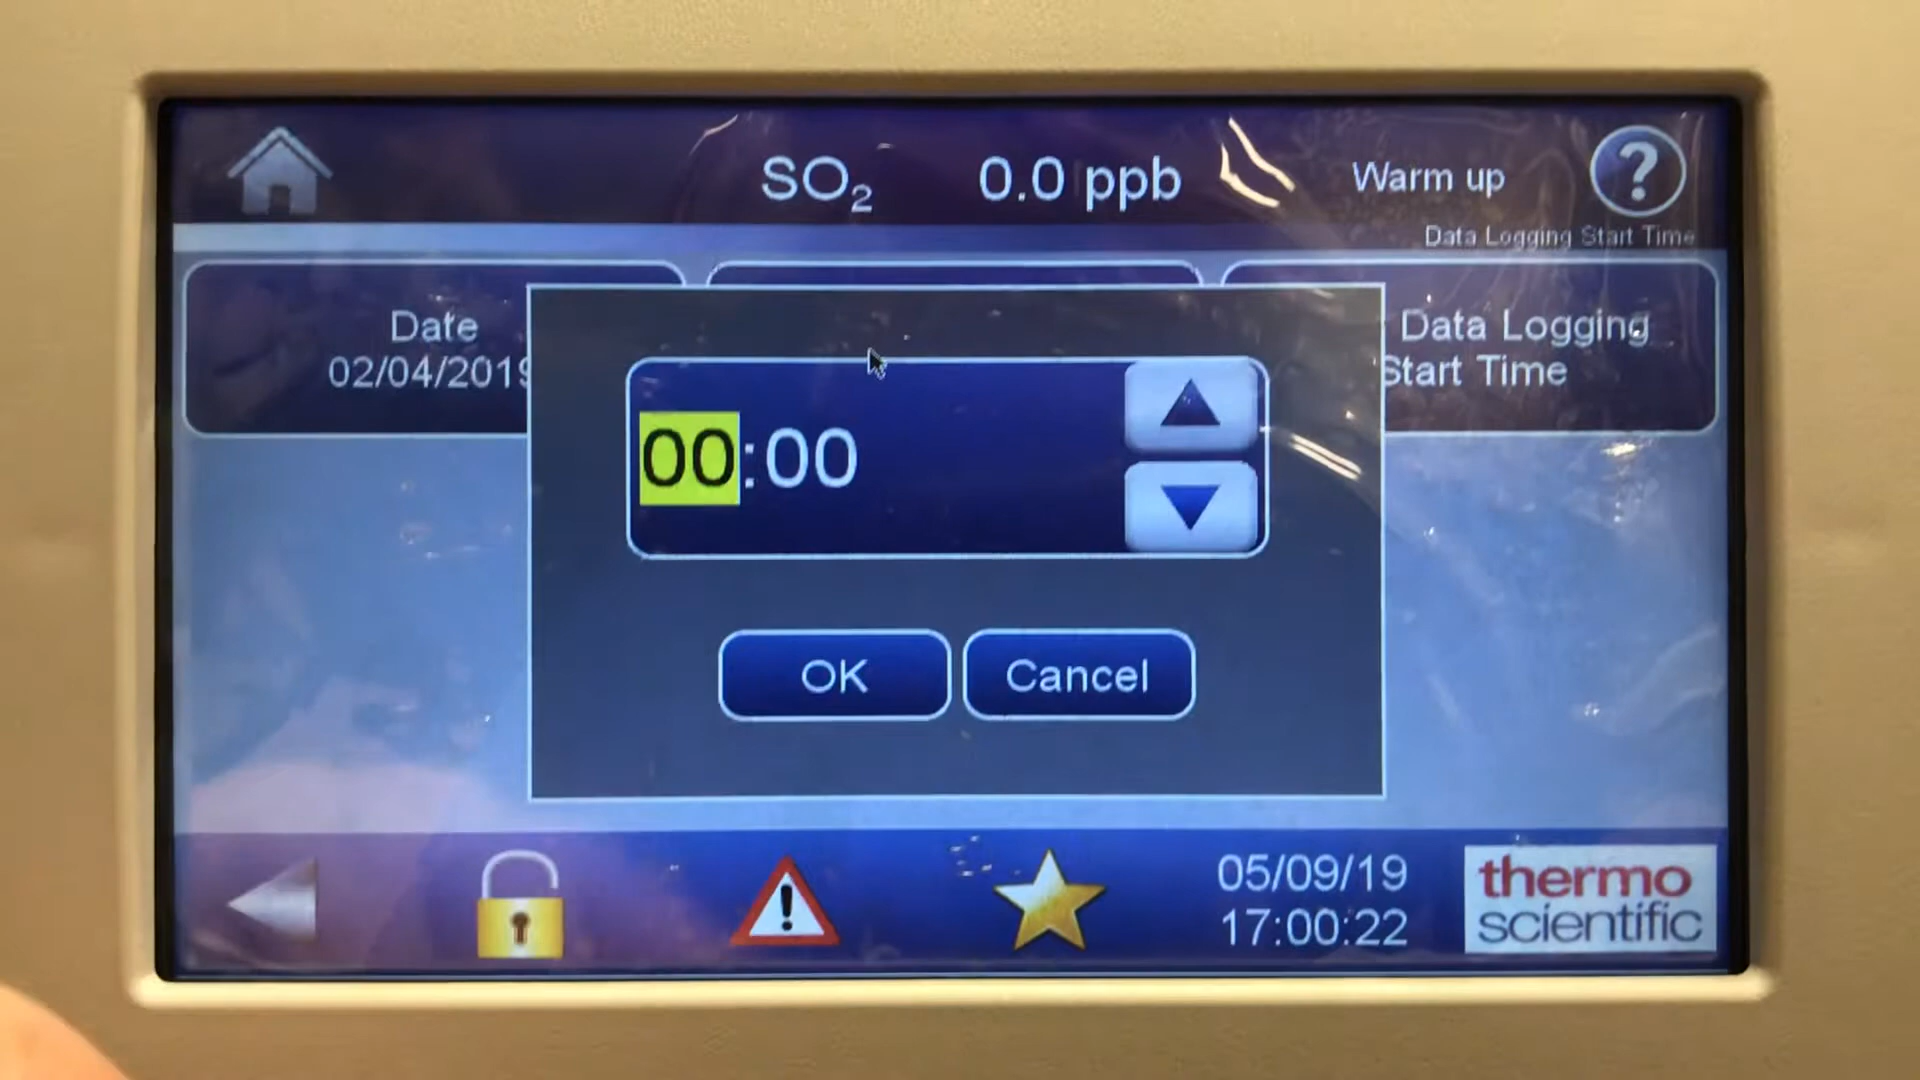 SO₂ 0.0 ppb Warm up ?
Data Logging Start Time
Date
02/04/2019
Data Logging
Start Time
00:00
OK Cancel
05/09/19
17:00:22
thermo
scientific